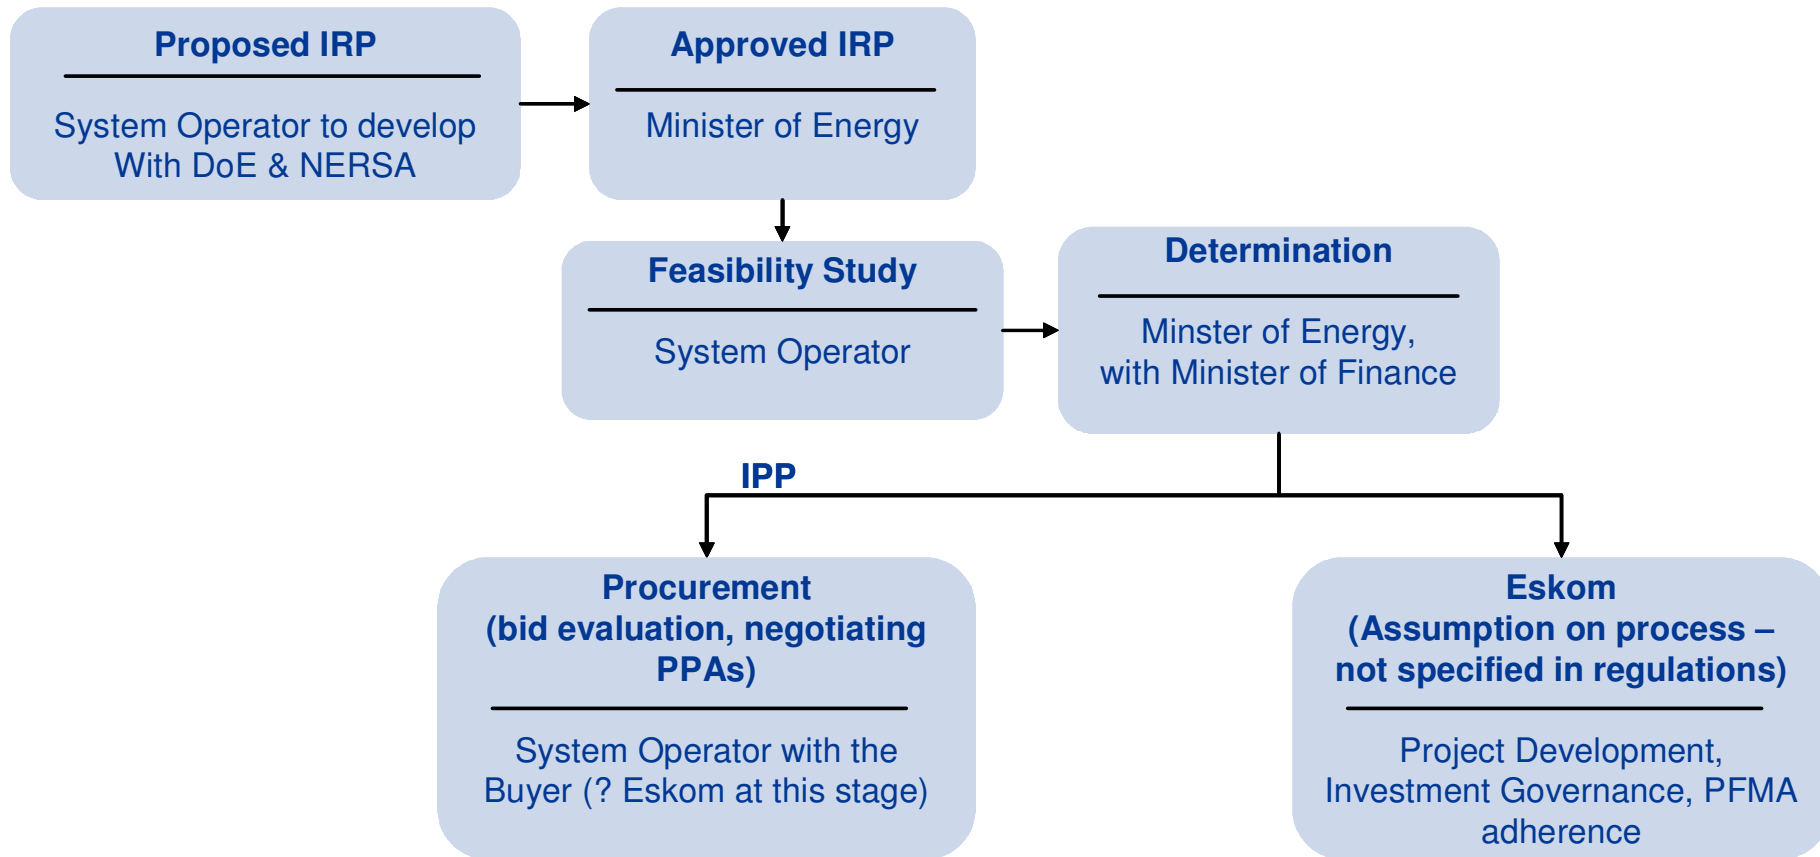 Proposed IRP
System Operator to develop
With DoE & NERSA
Approved IRP
Minister of Energy
Feasibility Study
System Operator
Determination
Minster of Energy,
with Minister of Finance
IPP
Procurement
(bid evaluation, negotiating
PPAs)
System Operator with the
Buyer (? Eskom at this stage)
Eskom
(Assumption on process –
not specified in regulations)
Project Development,
Investment Governance, PFMA
adherence